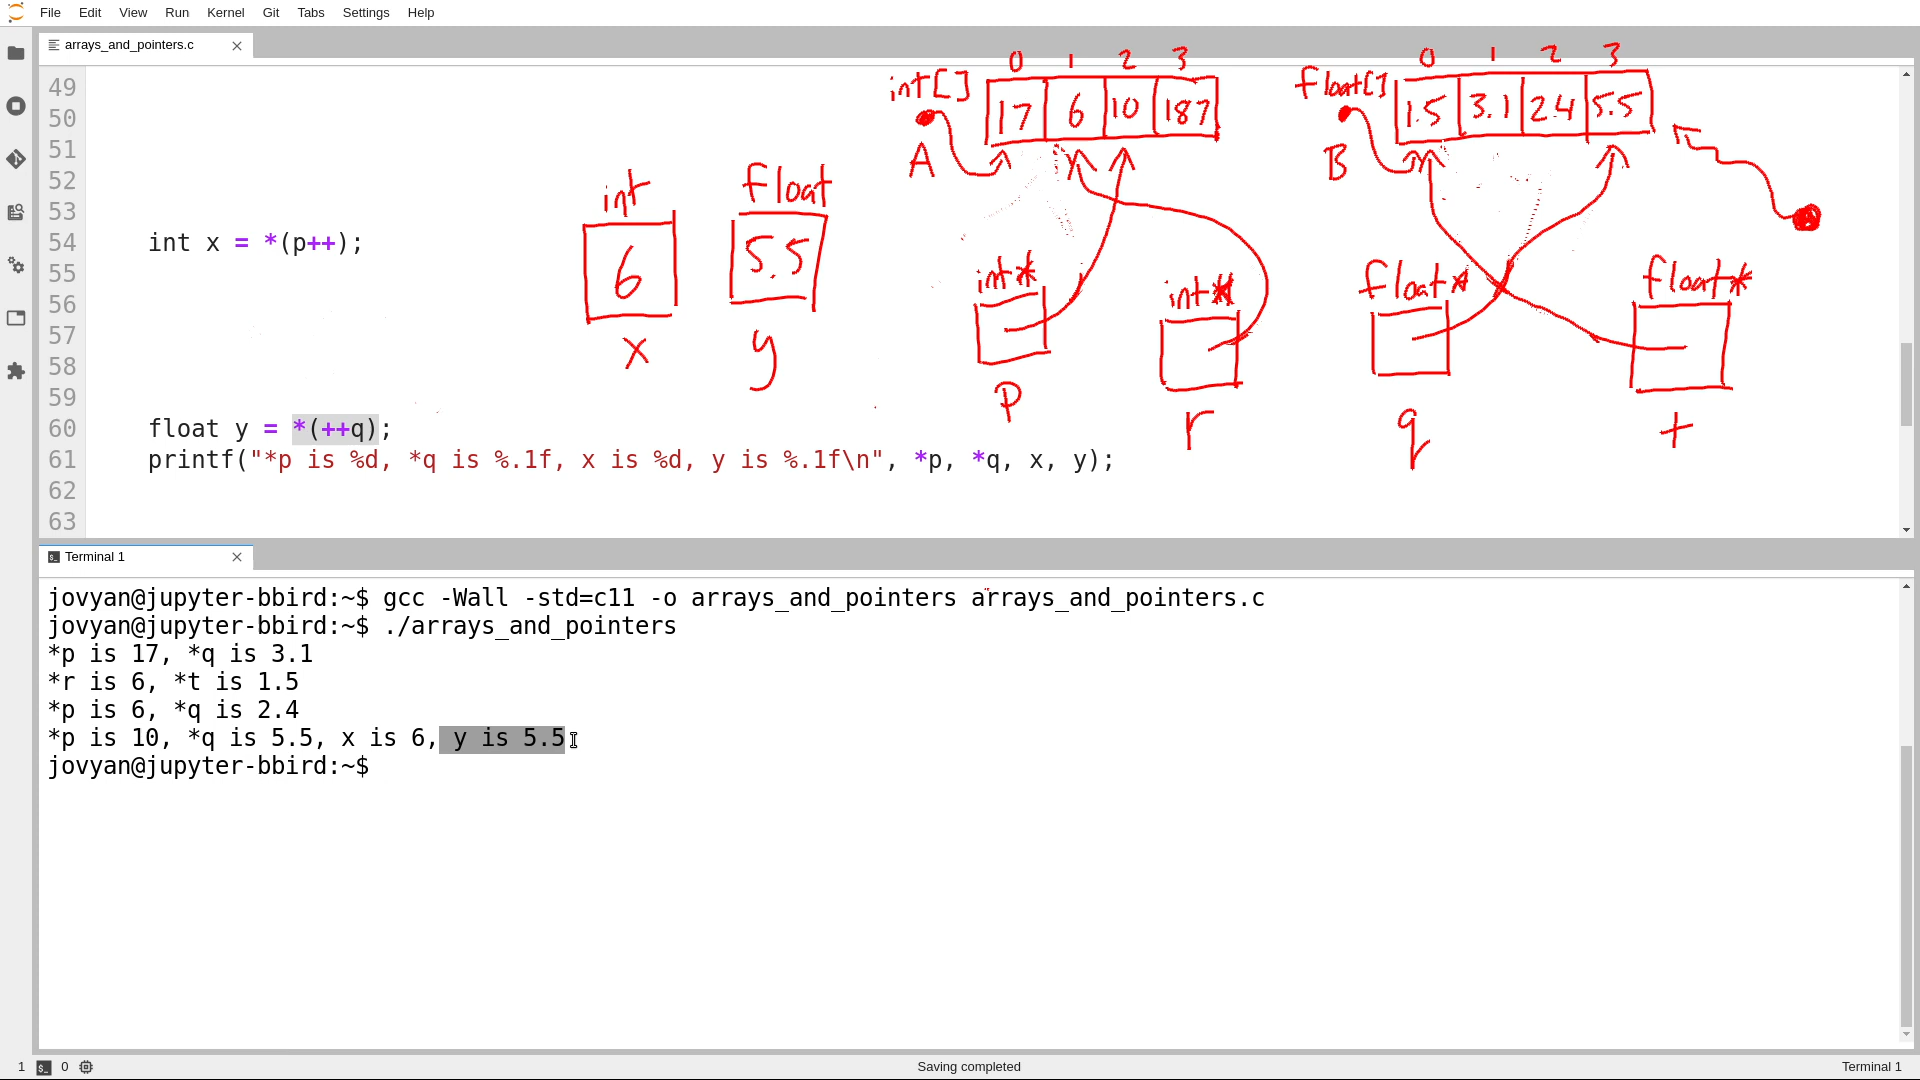 File Edit View Run Kernel Git Tabs Settings Help
arrays_and_pointers.c
0 1 2 3
int[] 17 6 10 187
A
0 1 2 3
float[] 1.5 3.1 2.4 5.5
B
int float
6 5.5
x y
int* int* float* float*
p r q t
49
50
51
52
53
54 int x = *(p++);
55
56
57
58
59
60 float y = *(++q);
61 printf("*p is %d, *q is %.1f, x is %d, y is %.1f\n", *p, *q, x, y);
62
63
Terminal 1
jovyan@jupyter-bbird:~$ gcc -Wall -std=c11 -o arrays_and_pointers arrays_and_pointers.c
jovyan@jupyter-bbird:~$ ./arrays_and_pointers
*p is 17, *q is 3.1
*r is 6, *t is 1.5
*p is 6, *q is 2.4
*p is 10, *q is 5.5, x is 6, y is 5.5
jovyan@jupyter-bbird:~$
1 $_ 0 Saving completed Terminal 1